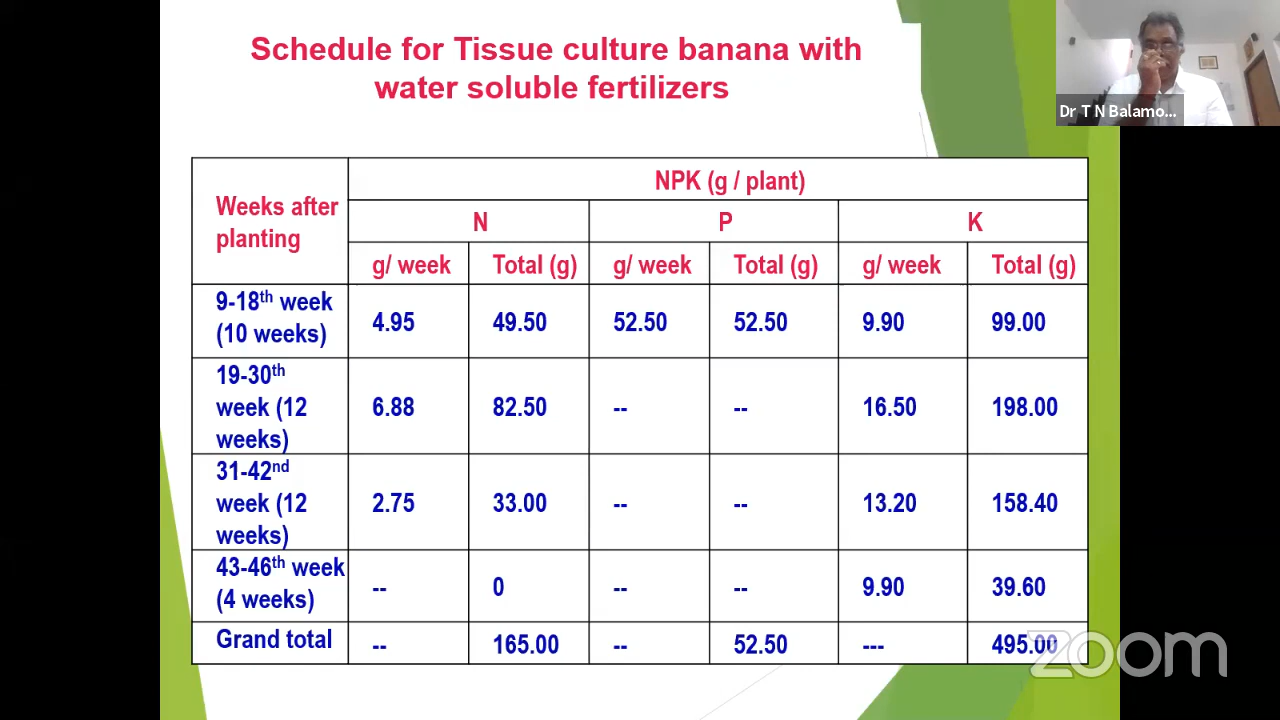 Schedule for Tissue culture banana with
water soluble fertilizers
Dr T N Balamo...
Weeks after
planting
NPK (g / plant)
N
P
K
g/ week
Total (g)
g/ week
Total (g)
g/ week
Total (g)
9-18th week
(10 weeks)
4.95
49.50
52.50
52.50
9.90
99.00
19-30th
week (12
weeks)
6.88
82.50
--
--
16.50
198.00
31-42nd
week (12
weeks)
2.75
33.00
--
--
13.20
158.40
43-46th week
(4 weeks)
--
0
--
--
9.90
39.60
Grand total
--
165.00
--
52.50
---
495.00
zoom